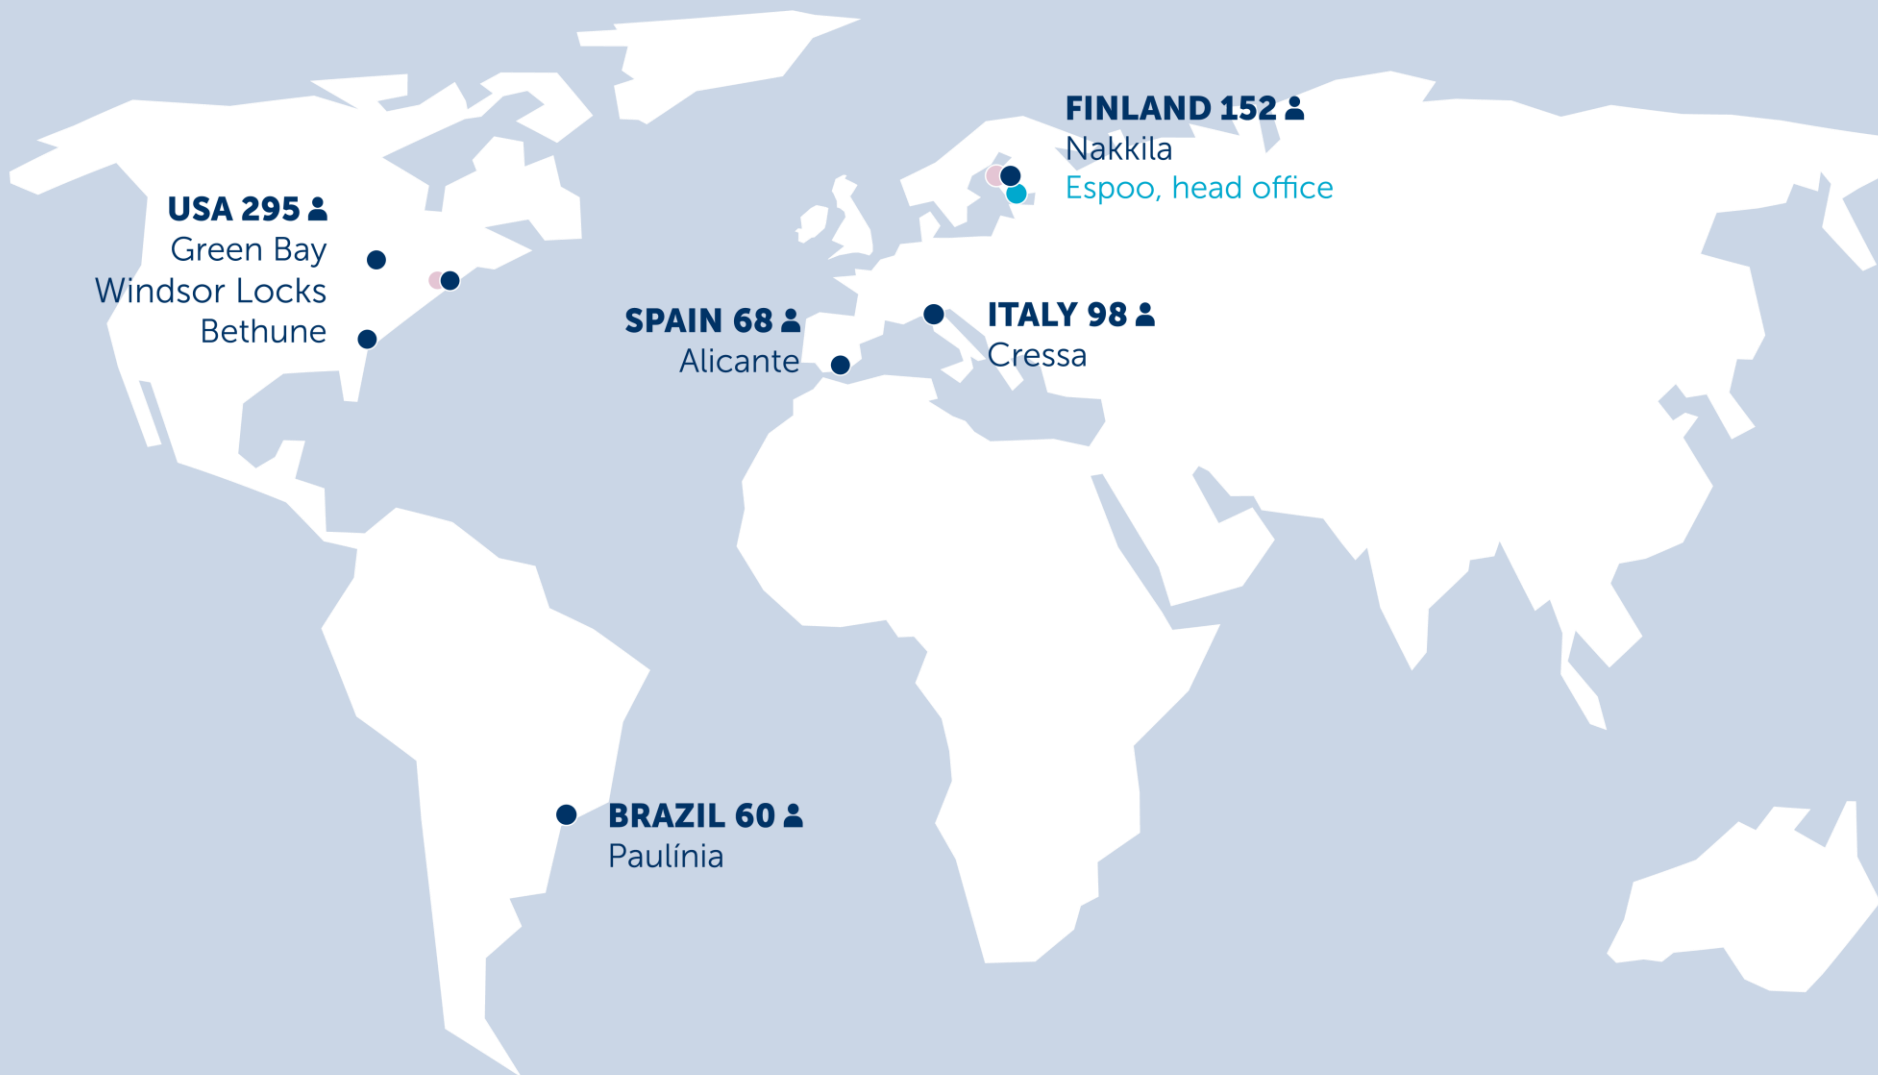 FINLAND 152
Nakkila
Espoo, head office
USA 295
Green Bay
Windsor Locks
Bethune
SPAIN 68
Alicante
ITALY 98
Cressa
BRAZIL 60
Paulínia